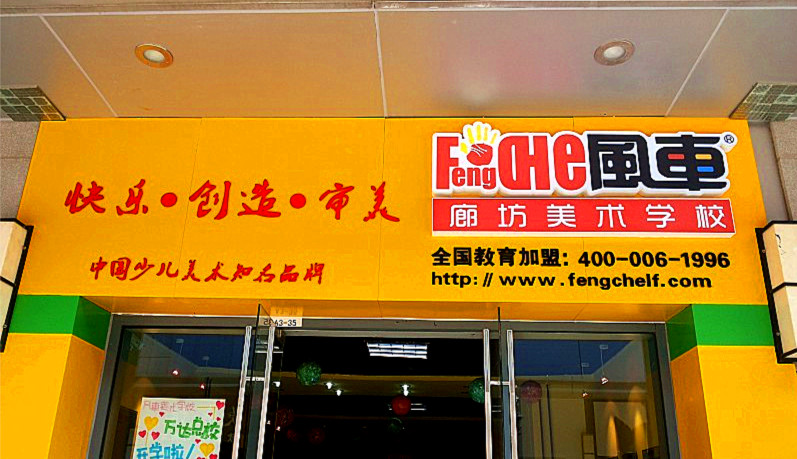 快乐·创造·审美
中国少儿美术知名品牌
FengCHe風車®
廊坊美术学校
全国教育加盟：400-006-1996
http://www.fengchelf.com
万达总校
开学啦！